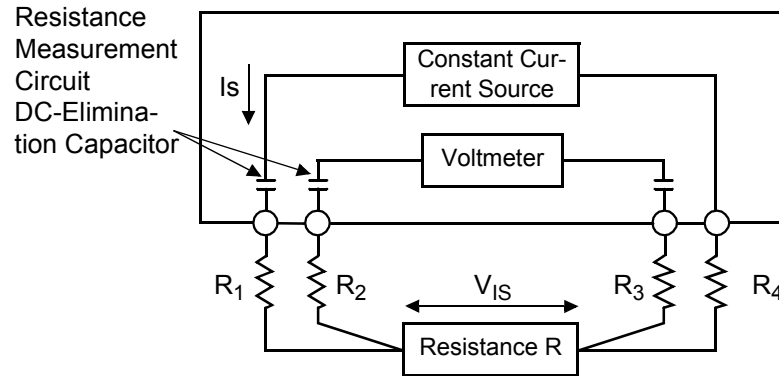 Resistance
Measurement
Circuit
DC-Elimina-
tion Capacitor
Is
Constant Cur-
rent Source
Voltmeter
R1
R2
VIS
R3
R4
Resistance R